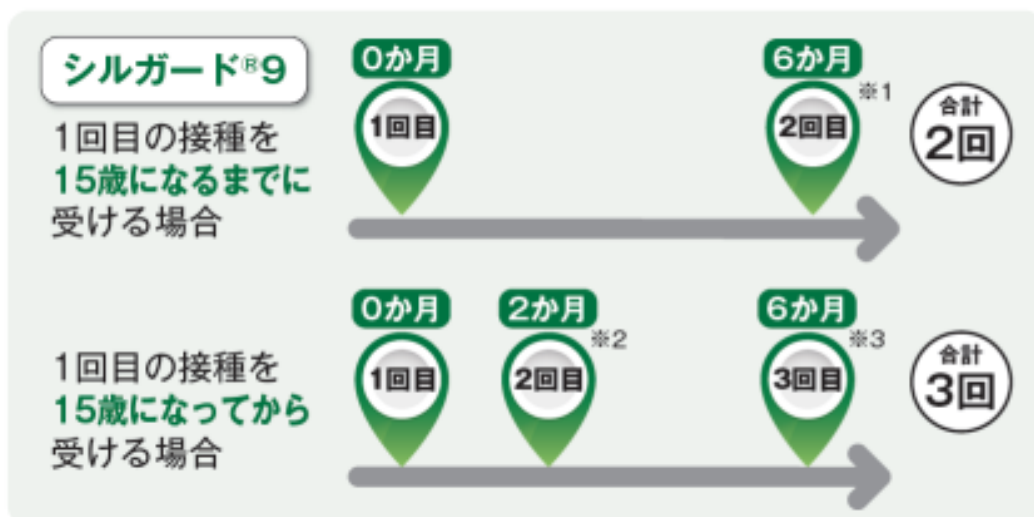 シルガード®9
1回目の接種を
15歳になるまでに
受ける場合
0か月
1回目
6か月
※1
2回目
合計
2回
1回目の接種を
15歳になってから
受ける場合
0か月
1回目
2か月
※2
2回目
6か月
※3
3回目
合計
3回